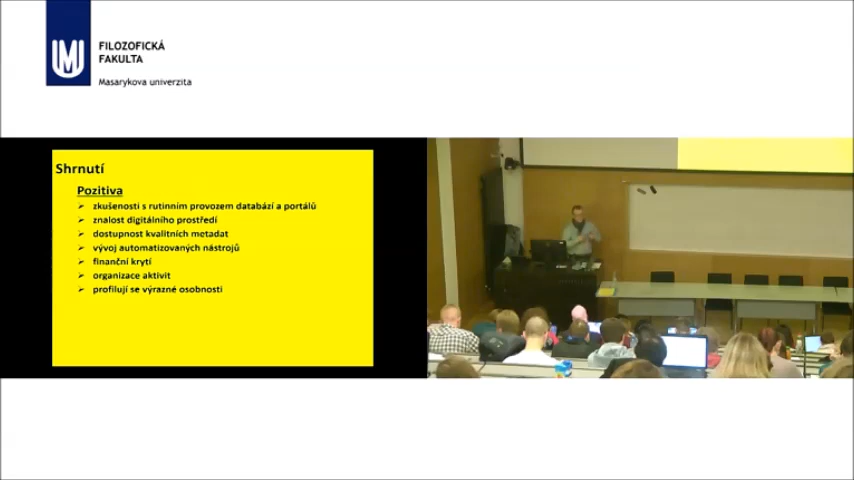 FILOZOFICKÁ
FAKULTA
Masarykova univerzita
Shrnutí
Pozitiva
zkušenosti s rutinním provozem databází a portálů
znalost digitálního prostředí
dostupnost kvalitních metadat
vývoj automatizovaných nástrojů
finanční krytí
organizace aktivit
profilují se výrazné osobnosti